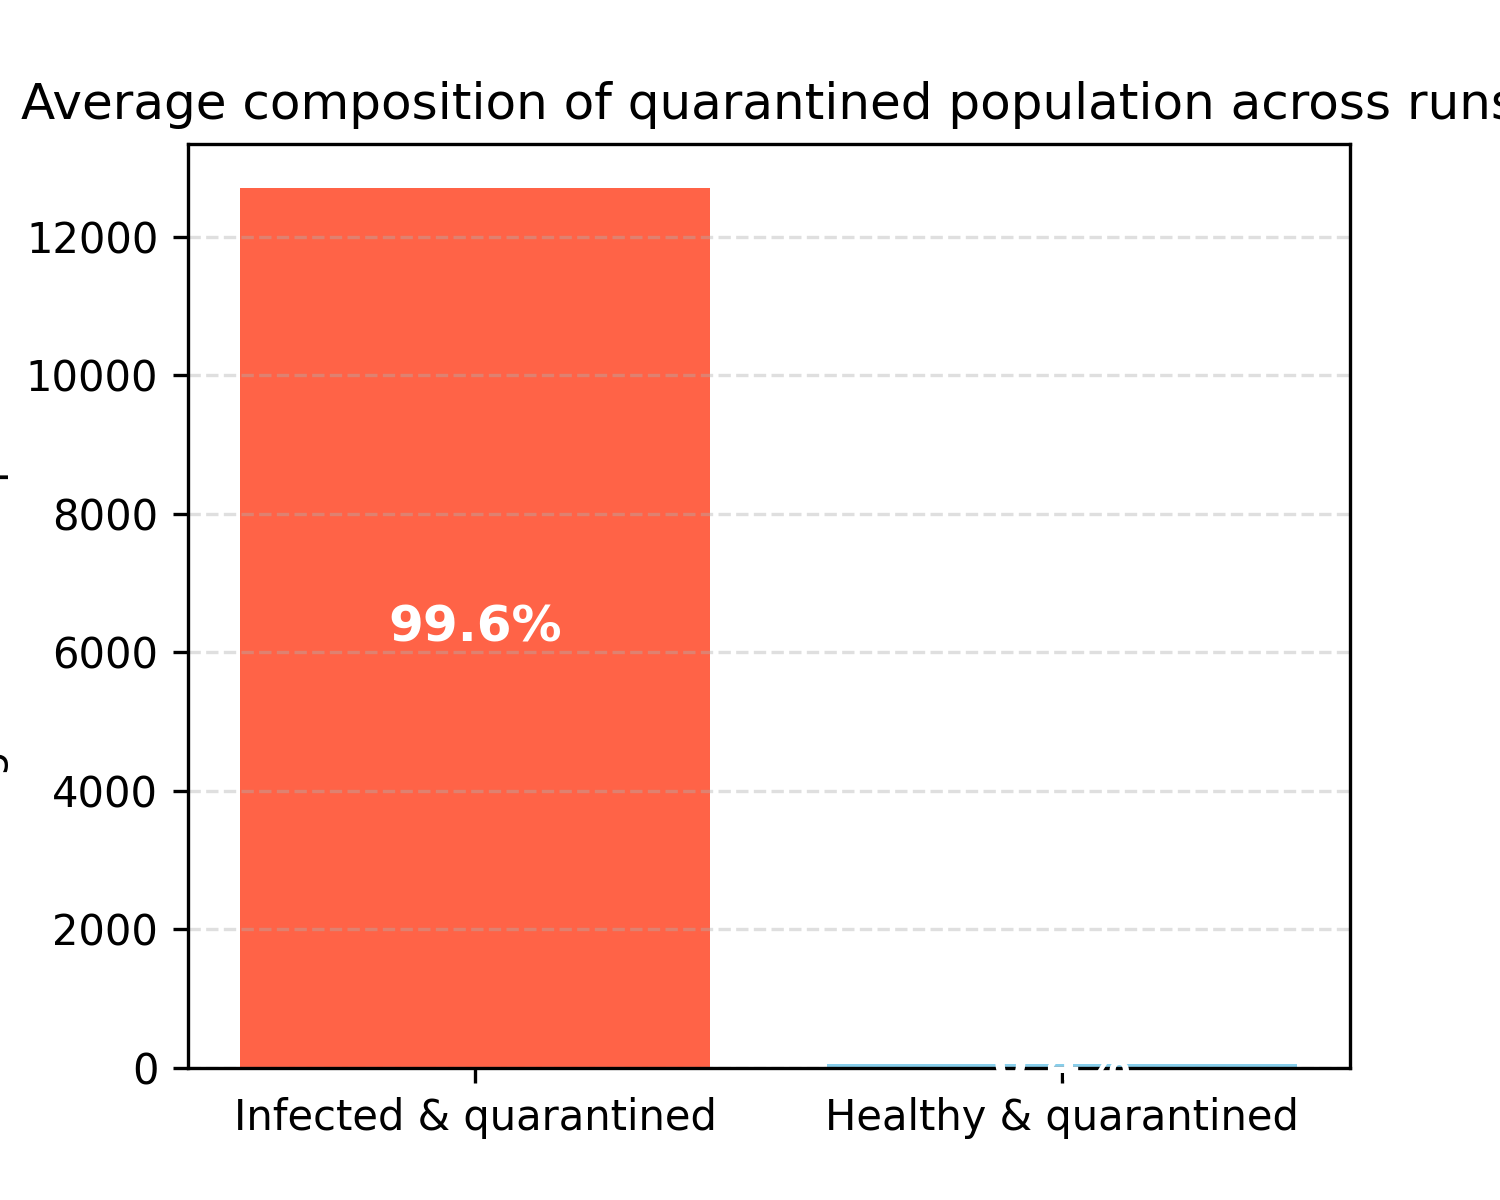 Average composition of quarantined population across runs
12000
10000
8000
6000
4000
2000
0
99.6%
Infected & quarantined
Healthy & quarantined